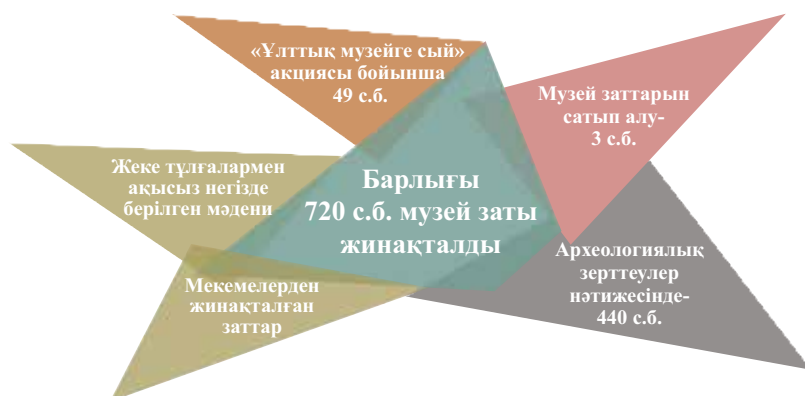 «Ұлттық музейге сый»
акциясы бойынша
49 с.б.
Музей заттарын
сатып алу-
3 с.б.
Жеке тұлғалармен
ақысыз негізде
берілген мәдени
Барлығы
720 с.б. музей заты
жинақталды
Мекемелерден
жинақталған
заттар
Археологиялық
зерттеулер
нәтижесінде-
440 с.б.